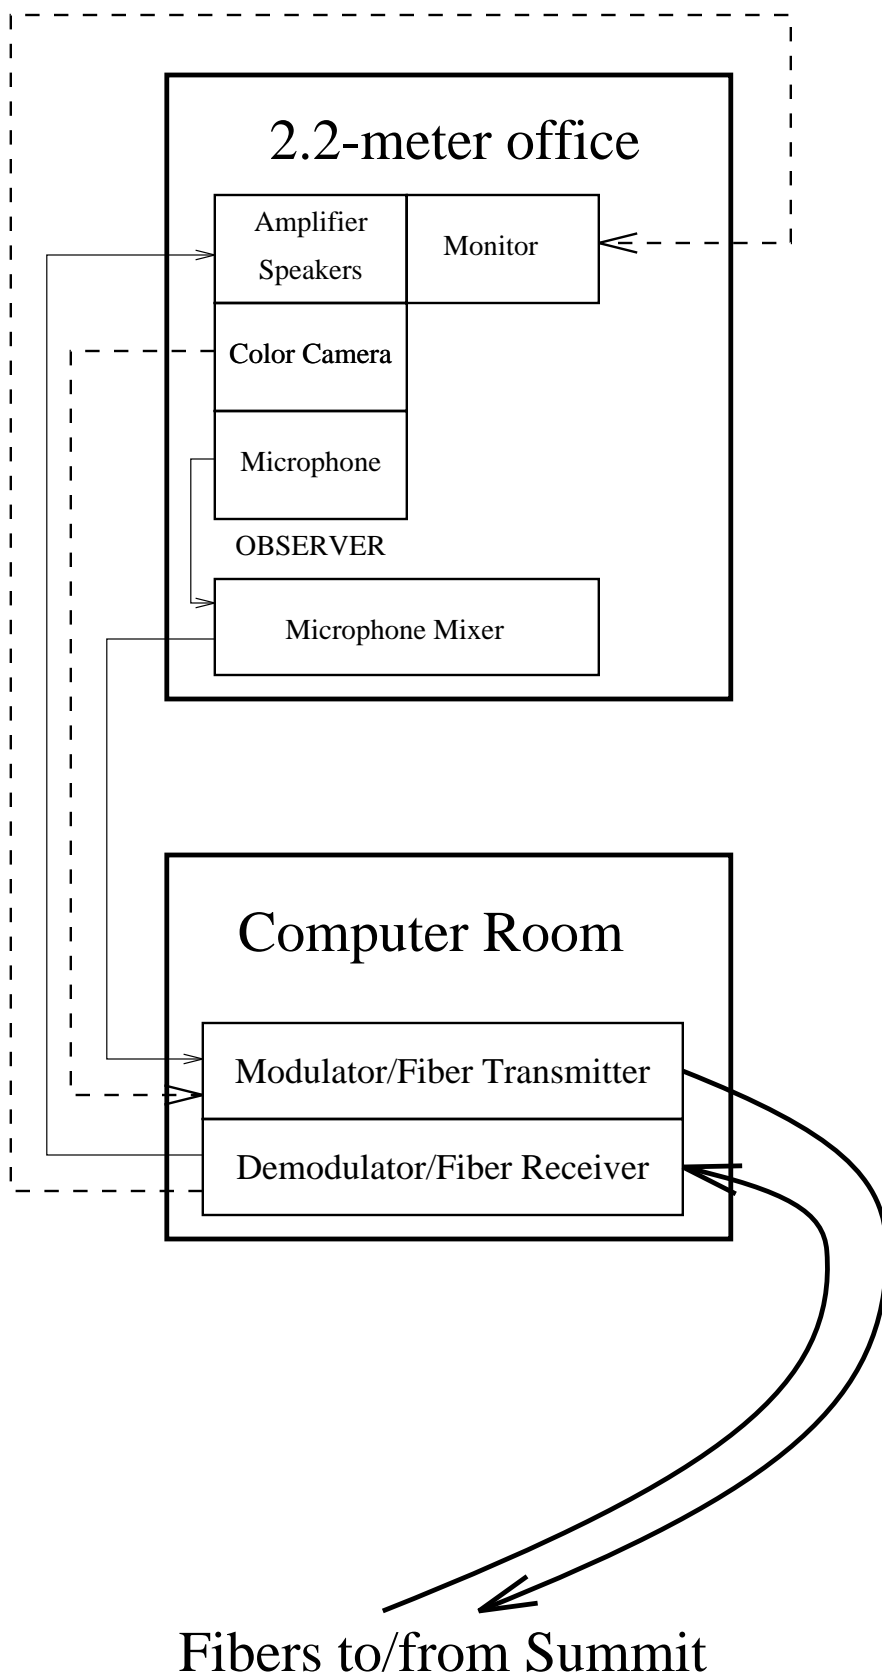 2.2-meter office
Amplifier
Speakers
Monitor
Color Camera
Microphone
OBSERVER
Microphone Mixer
Computer Room
Modulator/Fiber Transmitter
Demodulator/Fiber Receiver
Fibers to/from Summit